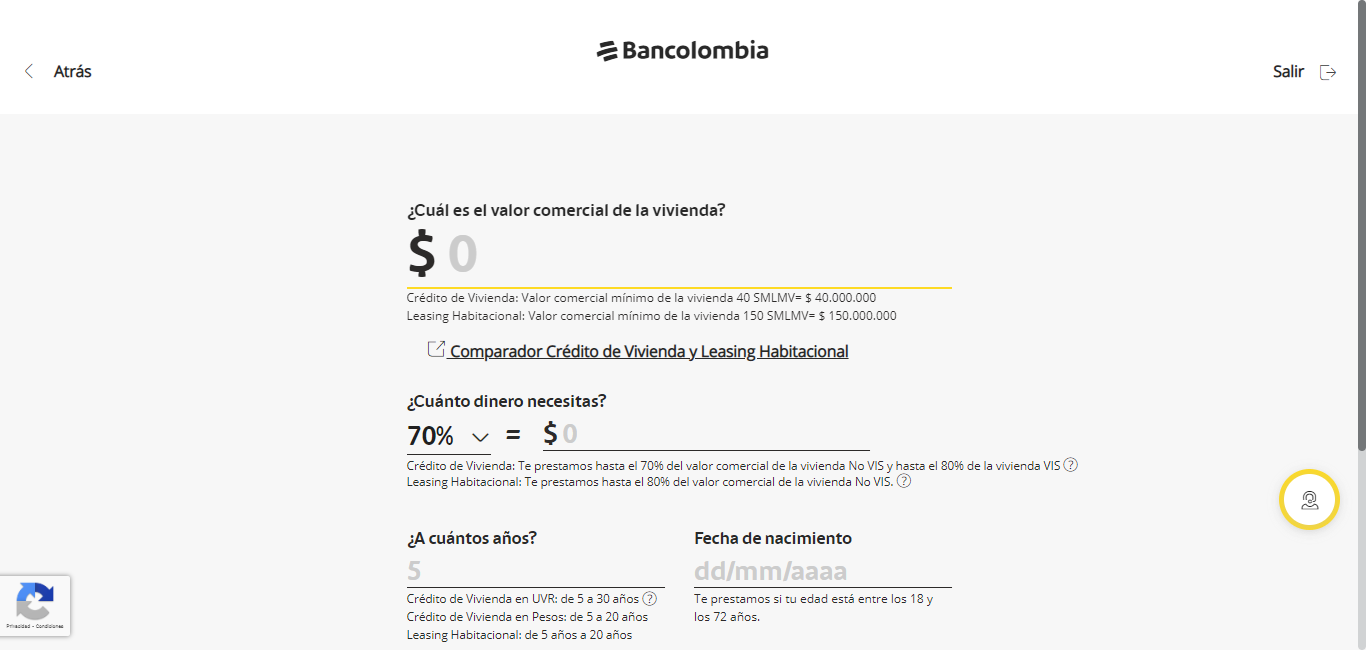 Bancolombia
Atrás
Salir
¿Cuál es el valor comercial de la vivienda?
$ 0
Crédito de Vivienda: Valor comercial mínimo de la vivienda 40 SMLMV= $ 40.000.000
Leasing Habitacional: Valor comercial mínimo de la vivienda 150 SMLMV= $ 150.000.000
Comparador Crédito de Vivienda y Leasing Habitacional
¿Cuánto dinero necesitas?
70% = $ 0
Crédito de Vivienda: Te prestamos hasta el 70% del valor comercial de la vivienda No VIS y hasta el 80% de la vivienda VIS ?
Leasing Habitacional: Te prestamos hasta el 80% del valor comercial de la vivienda No VIS. ?
¿A cuántos años?
5
Crédito de Vivienda en UVR: de 5 a 30 años ?
Crédito de Vivienda en Pesos: de 5 a 20 años
Leasing Habitacional: de 5 años a 20 años
Fecha de nacimiento
dd/mm/aaaa
Te prestamos si tu edad está entre los 18 y
los 72 años.
Privacidad - Condiciones